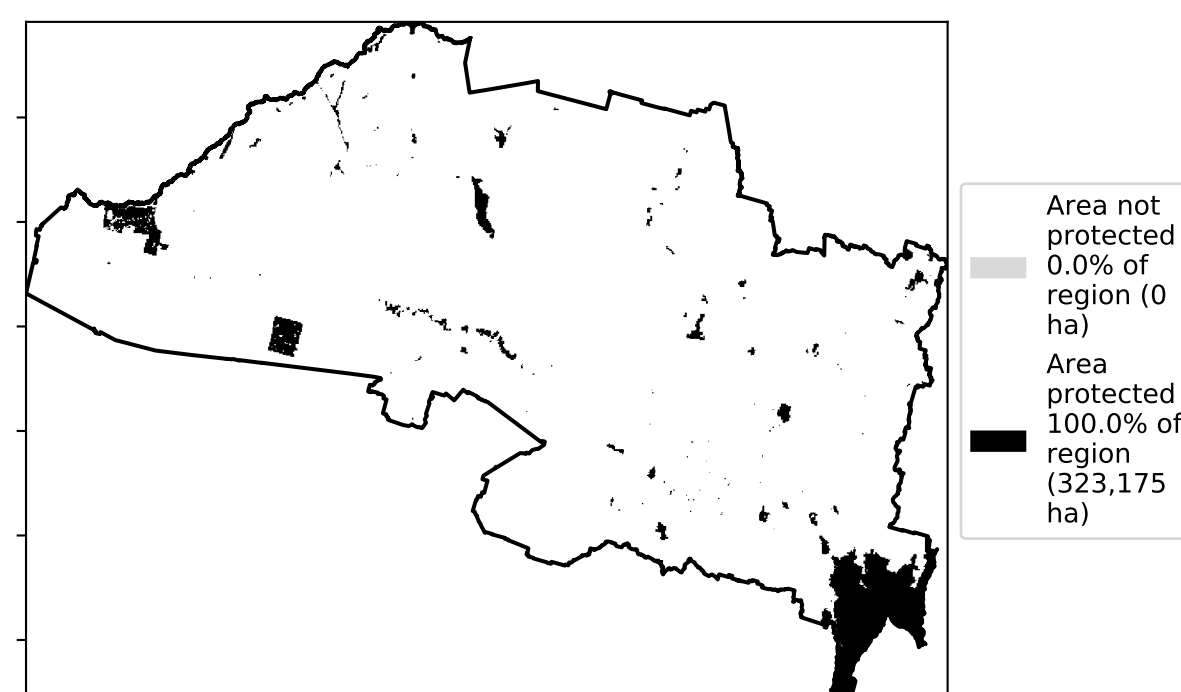 Area not
protected
0.0% of
region (0
ha)
Area
protected
100.0% of
region
(323,175
ha)